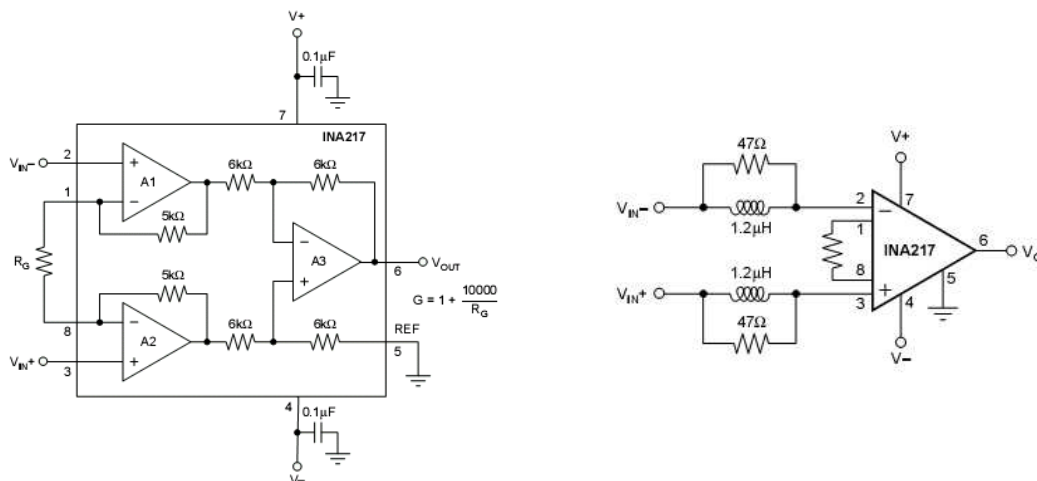 V+
0.1µF
7
INA217
VIN–
2
6kΩ
6kΩ
A1
1
5kΩ
RG
A3
6
VOUT
5kΩ
G = 1 + 10000
RG
8
A2
6kΩ
6kΩ
REF
5
VIN+
3
4
0.1µF
V–
47Ω
V+
2
7
VIN–
1
1.2µH
INA217
6
VO
1.2µH
8
5
VIN+
3
4
47Ω
V–